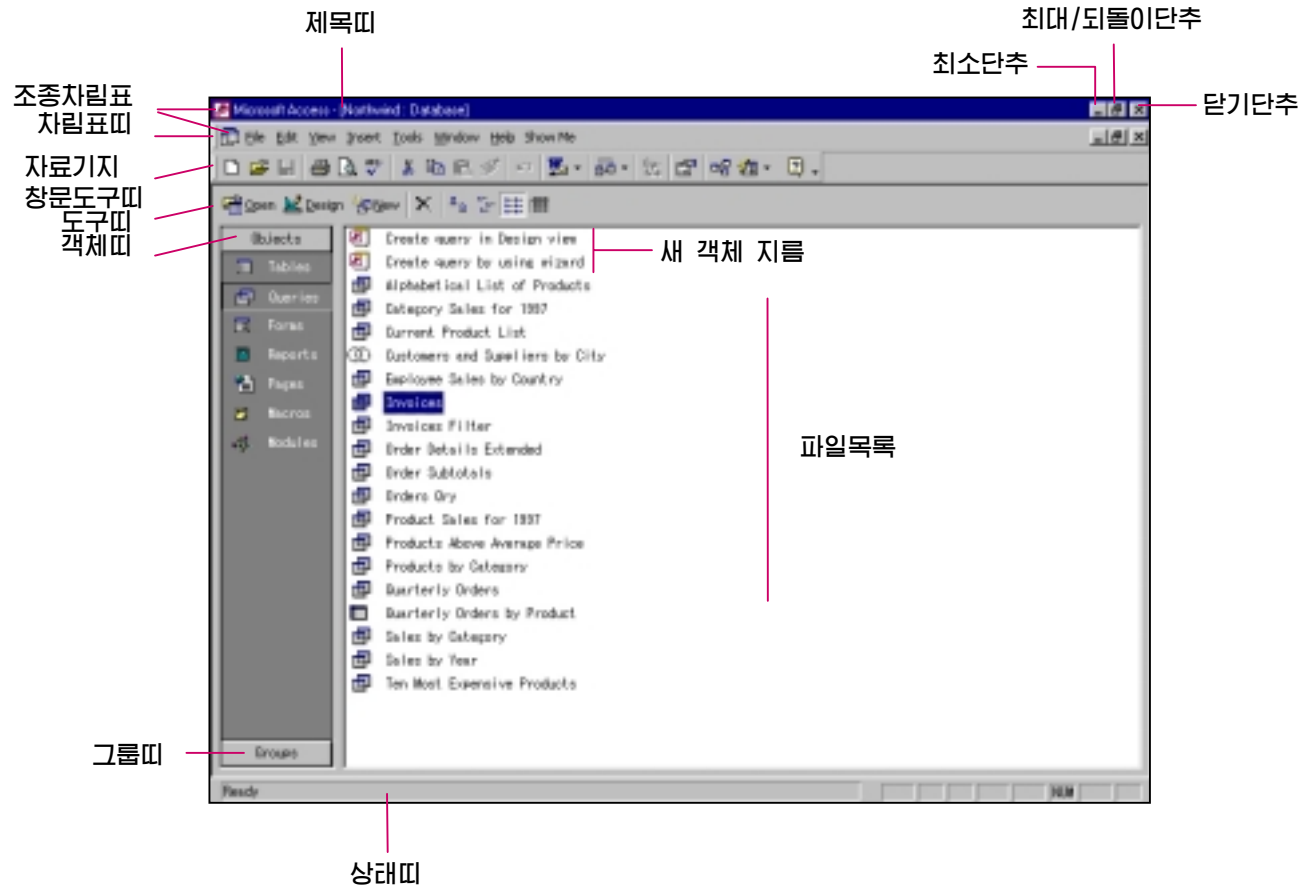 제목띠
최대/되돌이단추
최소단추
닫기단추
조종차림표
차림표띠
자료기지
창문도구띠
도구띠
객체띠
Microsoft Access - [Northwind : Database]
File Edit View Insert Tools Window Help Show Me
Open Design New
Objects
Tables
Queries
Forms
Reports
Pages
Macros
Modules
Create query in Design view
Create query by using wizard
새 객체 지름
Alphabetical List of Products
Category Sales for 1997
Current Product List
Customers and Suppliers by City
Employee Sales by Country
Invoices
Invoices Filter
Order Details Extended
Order Subtotals
Orders Qry
Product Sales for 1997
Products Above Average Price
Products by Category
Quarterly Orders
Quarterly Orders by Product
Sales by Category
Sales by Year
Ten Most Expensive Products
파일목록
그룹띠
Groups
Ready
NUM
상태띠